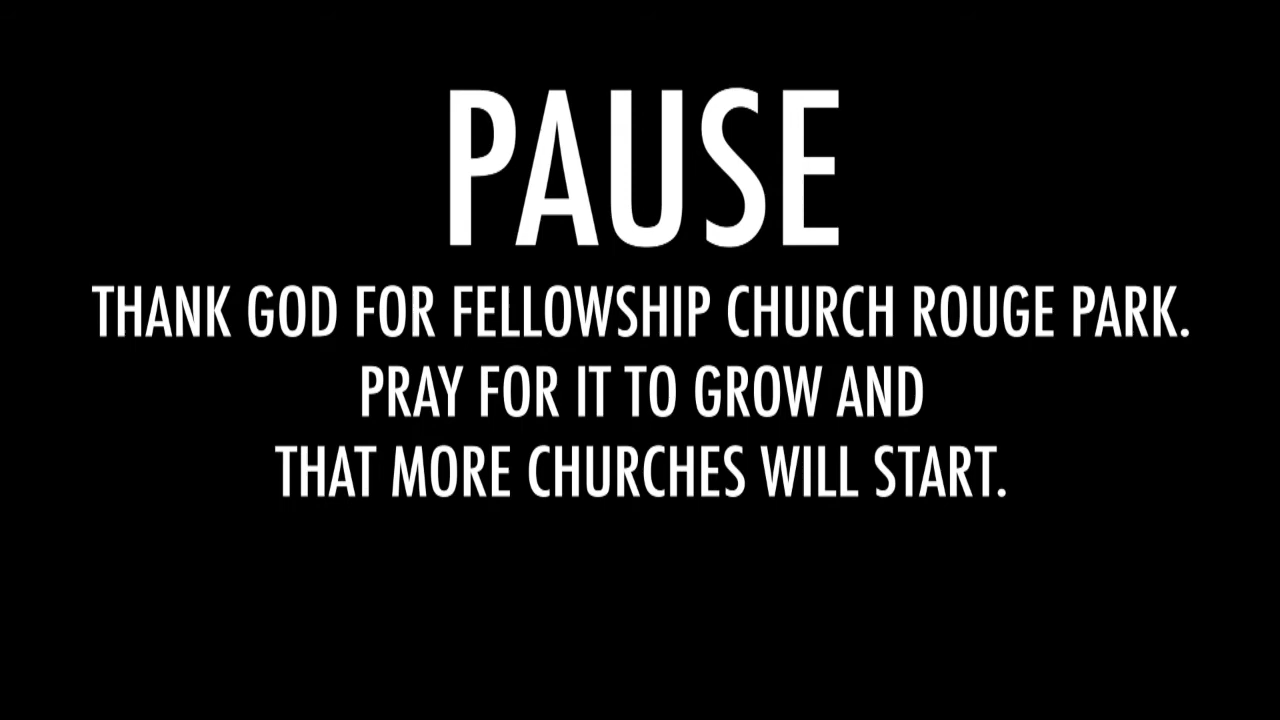 PAUSE
THANK GOD FOR FELLOWSHIP CHURCH ROUGE PARK.
PRAY FOR IT TO GROW AND
THAT MORE CHURCHES WILL START.